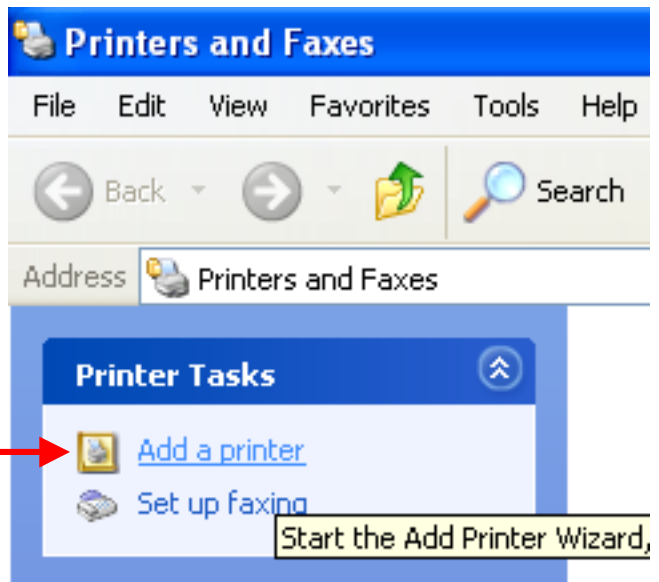 Printers and Faxes
File Edit View Favorites Tools Help
Back Search
Address Printers and Faxes
Printer Tasks
Add a printer
Set up faxing
Start the Add Printer Wizard,